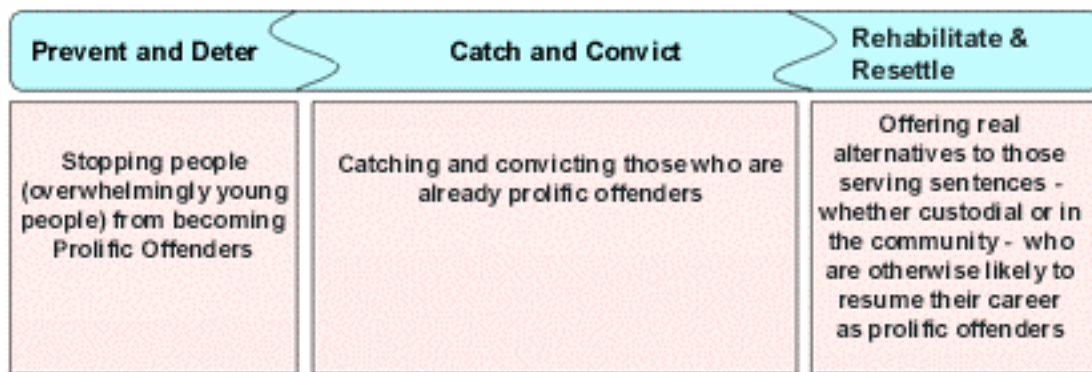 Prevent and Deter
Catch and Convict
Rehabilitate &
Resettle
Stopping people
(overwhelmingly young
people) from becoming
Prolific Offenders
Catching and convicting those who are
already prolific offenders
Offering real
alternatives to those
serving sentences -
whether custodial or in
the community - who
are otherwise likely to
resume their career
as prolific offenders